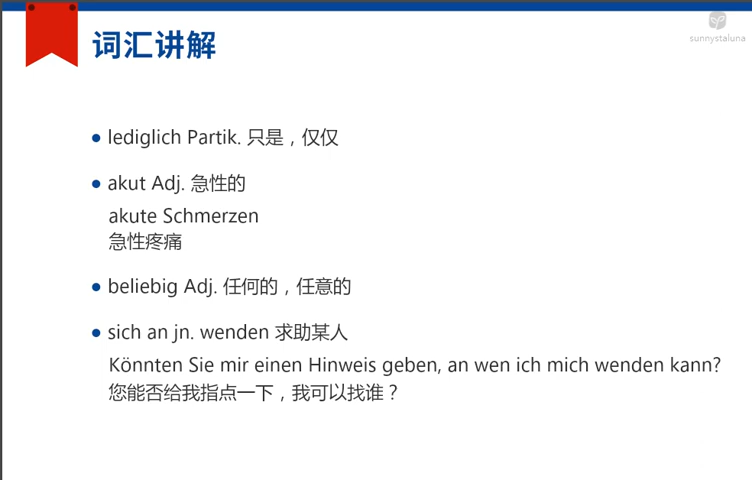 sunnystaluna
词汇讲解
• lediglich Partik. 只是，仅仅
• akut Adj. 急性的
akute Schmerzen
急性疼痛
• beliebig Adj. 任何的，任意的
• sich an jn. wenden 求助某人
Könnten Sie mir einen Hinweis geben, an wen ich mich wenden kann?
您能否给我指点一下，我可以找谁？